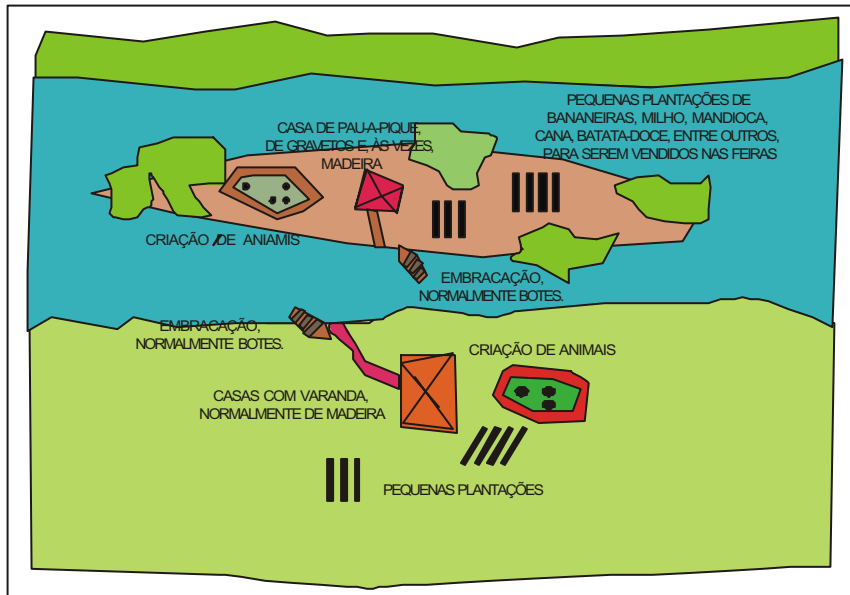 PEQUENAS PLANTAÇÕES DE
BANANEIRAS, MILHO, MANDIOCA,
CANA, BATATA-DOCE, ENTRE OUTROS,
PARA SEREM VENDIDOS NAS FEIRAS
CASA DE PAU-A-PIQUE,
DE GRAVETOS E, ÀS VEZES,
MADEIRA
CRIAÇÃO DE ANIAMIS
EMBRACAÇÃO,
NORMALMENTE BOTES.
EMBRACAÇÃO,
NORMALMENTE BOTES.
CRIAÇÃO DE ANIMAIS
CASAS COM VARANDA,
NORMALMENTE DE MADEIRA
PEQUENAS PLANTAÇÕES